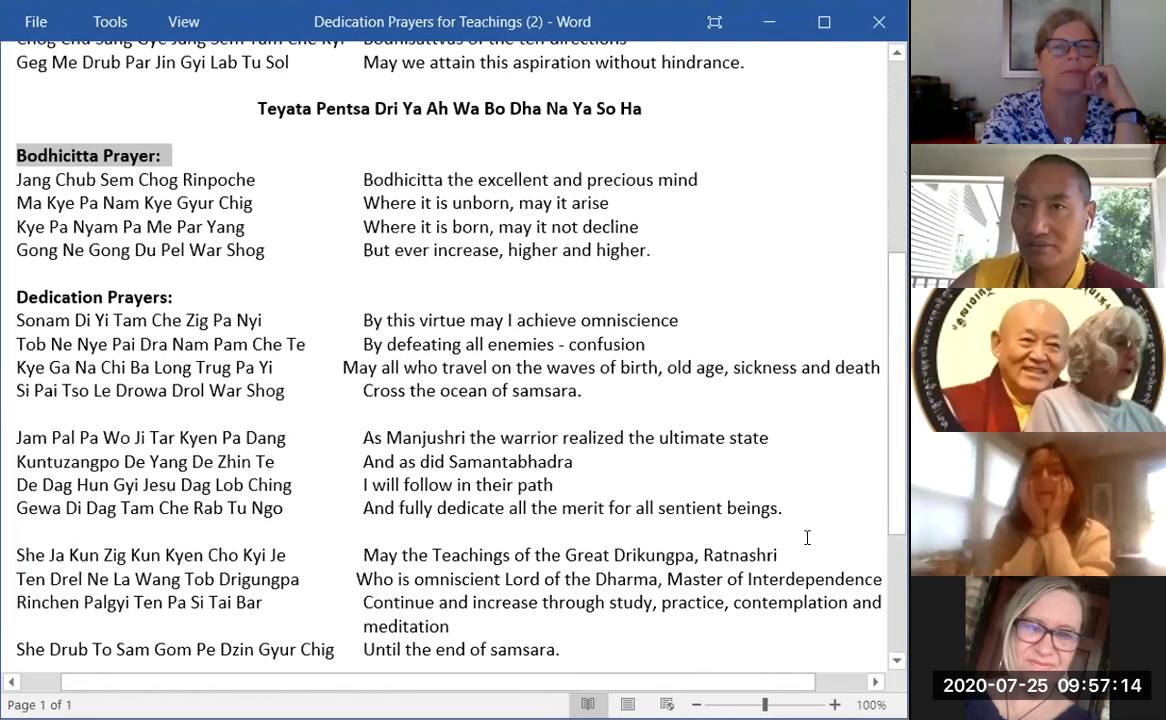 File Tools View Dedication Prayers for Teachings (2) - Word
Chog Chu Sang Gye Jang Sem Tam Che Kyi Bodhisattvas of the ten directions
Geg Me Drub Par Jin Gyi Lab Tu Sol May we attain this aspiration without hindrance.
Teyata Pentsa Dri Ya Ah Wa Bo Dha Na Ya So Ha
Bodhicitta Prayer:
Jang Chub Sem Chog Rinpoche Bodhicitta the excellent and precious mind
Ma Kye Pa Nam Kye Gyur Chig Where it is unborn, may it arise
Kye Pa Nyam Pa Me Par Yang Where it is born, may it not decline
Gong Ne Gong Du Pel War Shog But ever increase, higher and higher.
Dedication Prayers:
Sonam Di Yi Tam Che Zig Pa Nyi By this virtue may I achieve omniscience
Tob Ne Nye Pai Dra Nam Pam Che Te By defeating all enemies - confusion
Kye Ga Na Chi Ba Long Trug Pa Yi May all who travel on the waves of birth, old age, sickness and death
Si Pai Tso Le Drowa Drol War Shog Cross the ocean of samsara.
Jam Pal Pa Wo Ji Tar Kyen Pa Dang As Manjushri the warrior realized the ultimate state
Kuntuzangpo De Yang De Zhin Te And as did Samantabhadra
De Dag Hun Gyi Jesu Dag Lob Ching I will follow in their path
Gewa Di Dag Tam Che Rab Tu Ngo And fully dedicate all the merit for all sentient beings.
She Ja Kun Zig Kun Kyen Cho Kyi Je May the Teachings of the Great Drikungpa, Ratnashri
Ten Drel Ne La Wang Tob Drigungpa Who is omniscient Lord of the Dharma, Master of Interdependence
Rinchen Palgyi Ten Pa Si Tai Bar Continue and increase through study, practice, contemplation and
meditation
She Drub To Sam Gom Pe Dzin Gyur Chig Until the end of samsara.
Page 1 of 1 100%
2020-07-25 09:57:14